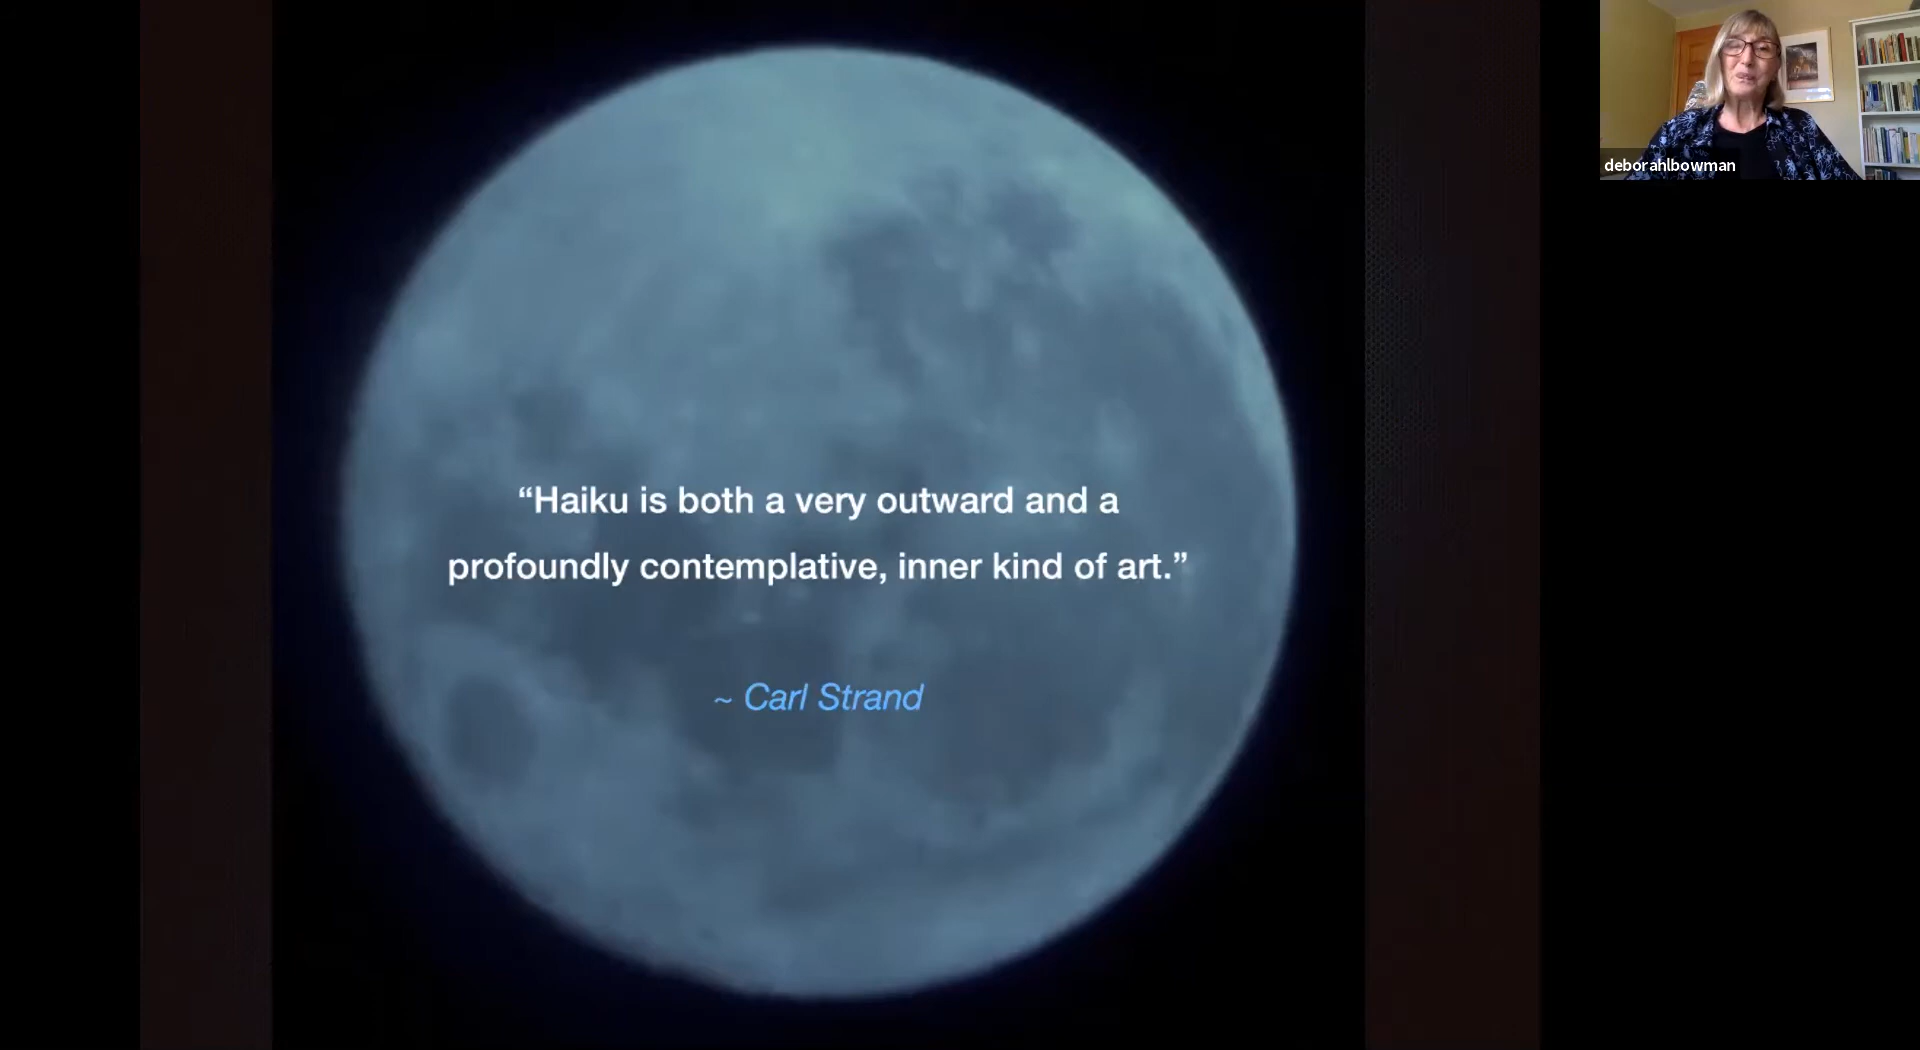 “Haiku is both a very outward and a
profoundly contemplative, inner kind of art.”
~ Carl Strand
deborahlbowman